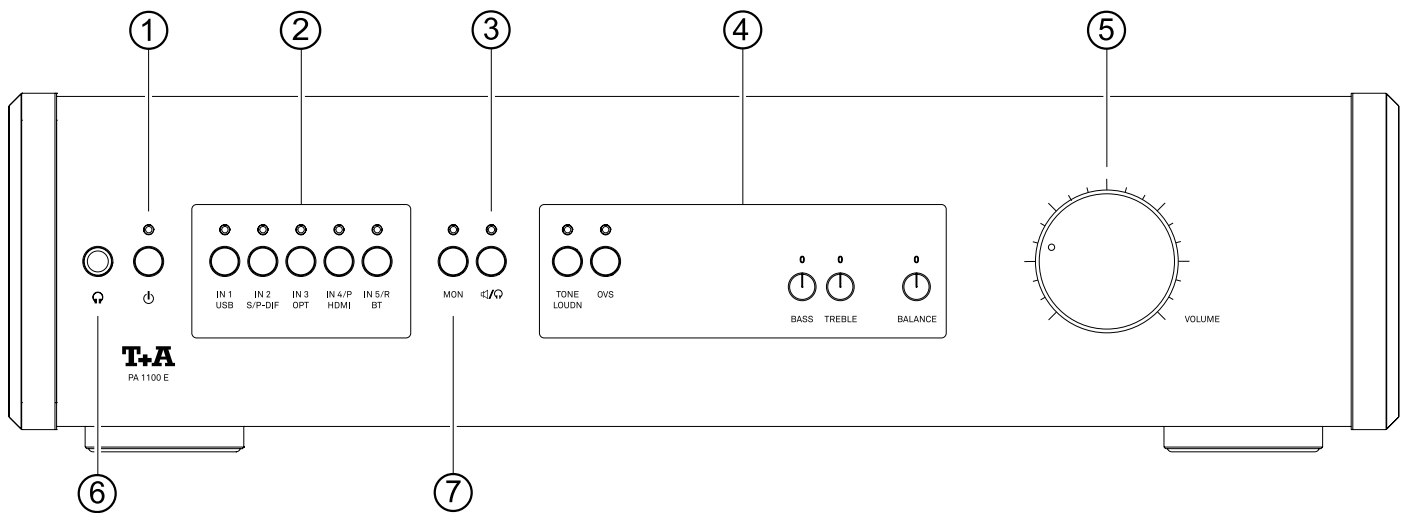 1 2 3 4 5
IN 1 IN 2 IN 3 IN 4/P IN 5/R
USB S/P-DIF OPT HDMI BT
MON
TONE OVS
LOUDN
0 0 0
BASS TREBLE BALANCE
VOLUME
T+A
PA 1100 E
6 7